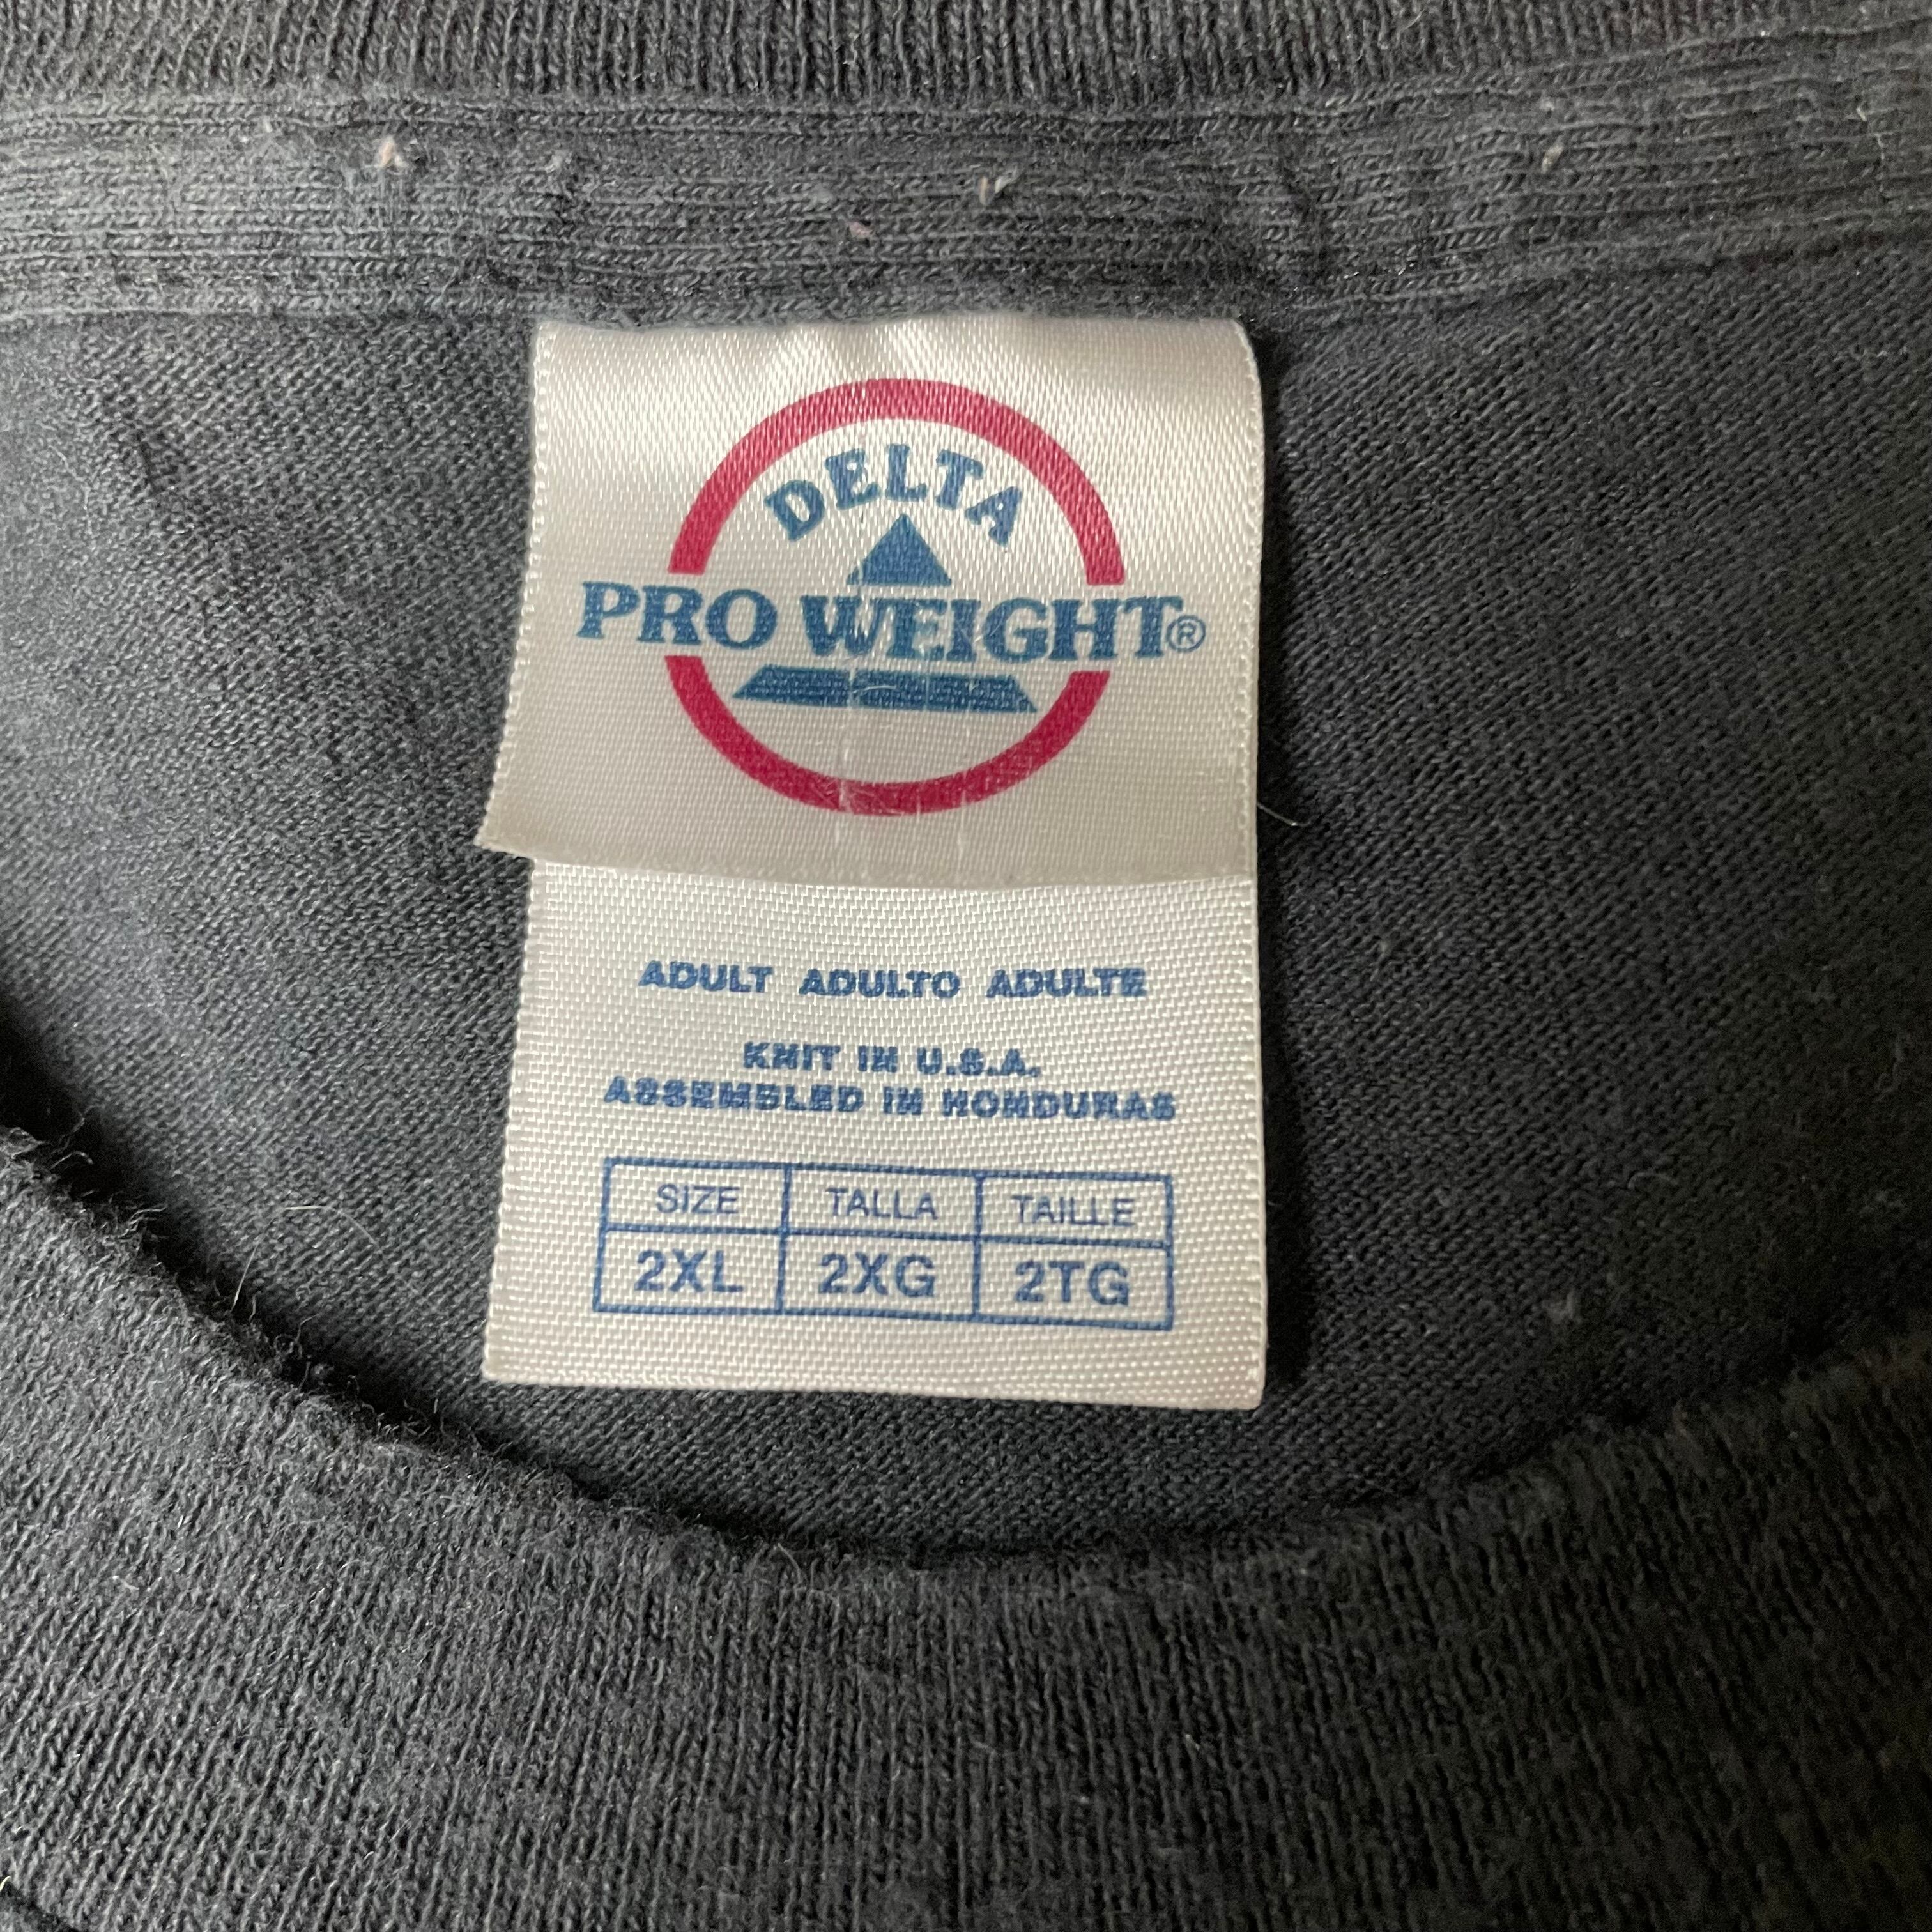 DELTA
PRO WEIGHT®
ADULT ADULTO ADULTE
KNIT IN U.S.A.
ASSEMBLED IN HONDURAS
SIZE TALLA TAILLE
2XL 2XG 2TG